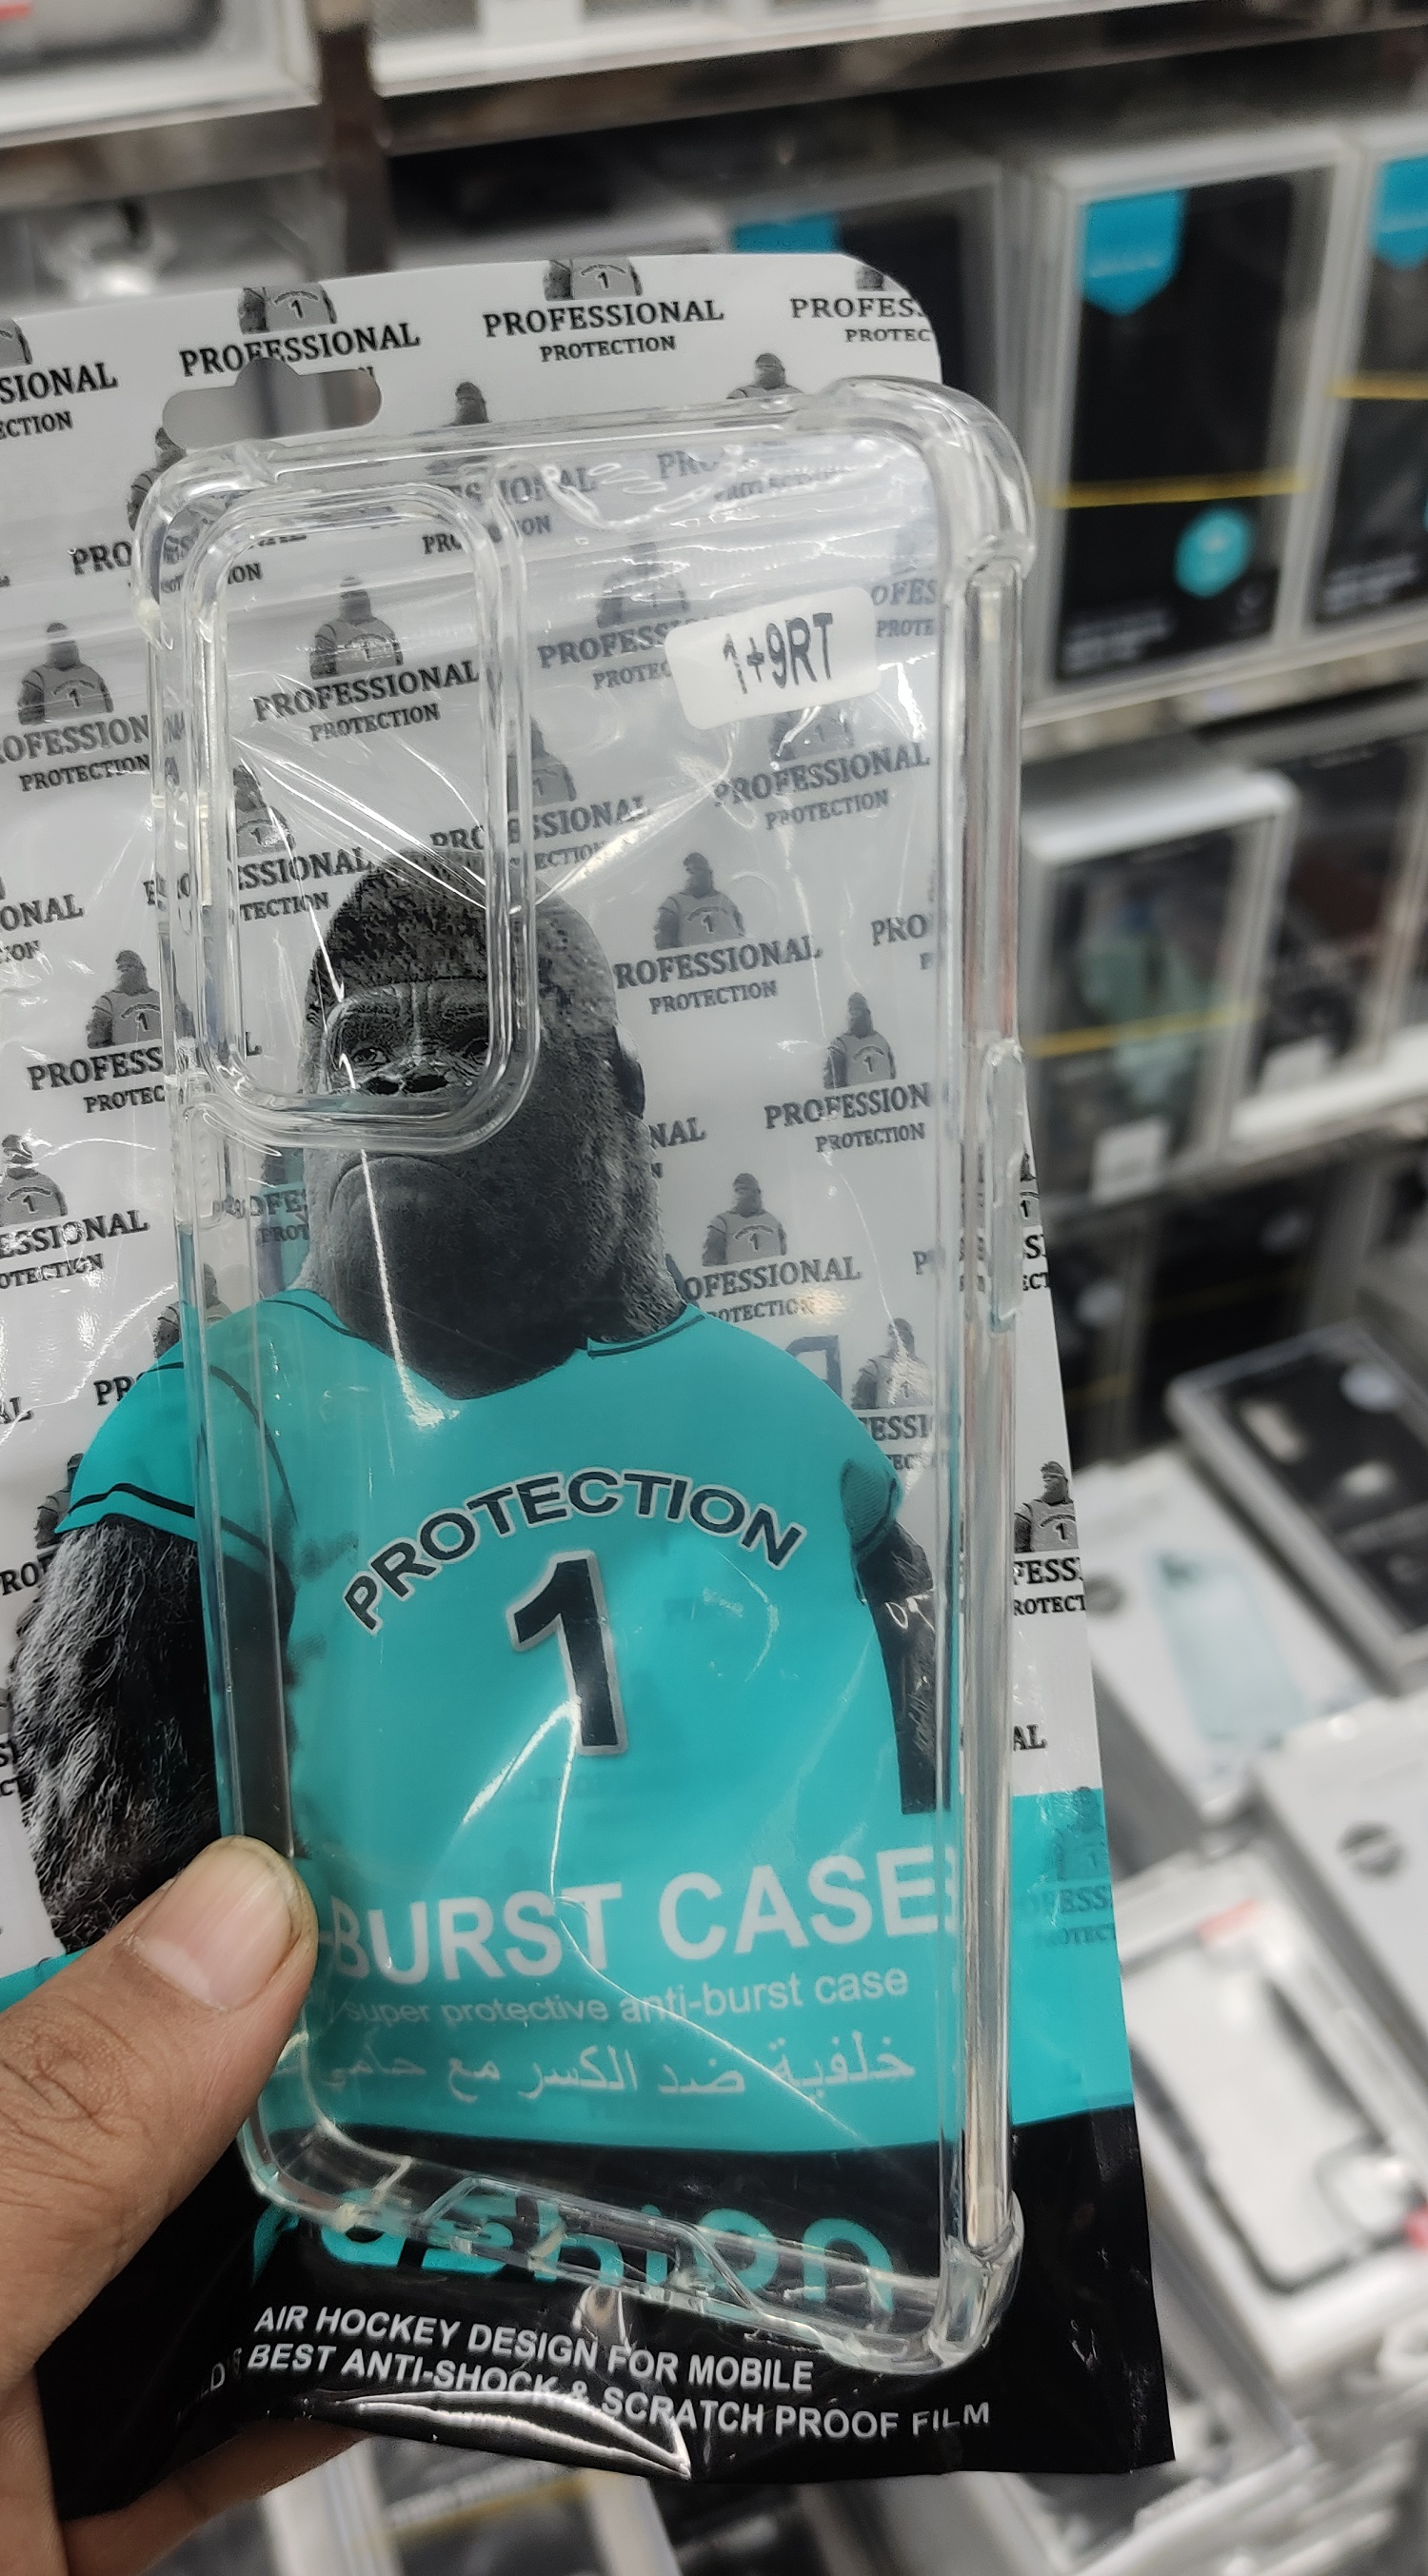 PROFESSIONAL
PROTECTION
1+9RT
PROTECTION
1
BURST CASE
super protective anti-burst case
خلفية ضد الكسر مع حامي
AIR HOCKEY DESIGN FOR MOBILE
BEST ANTI-SHOCK & SCRATCH PROOF FILM